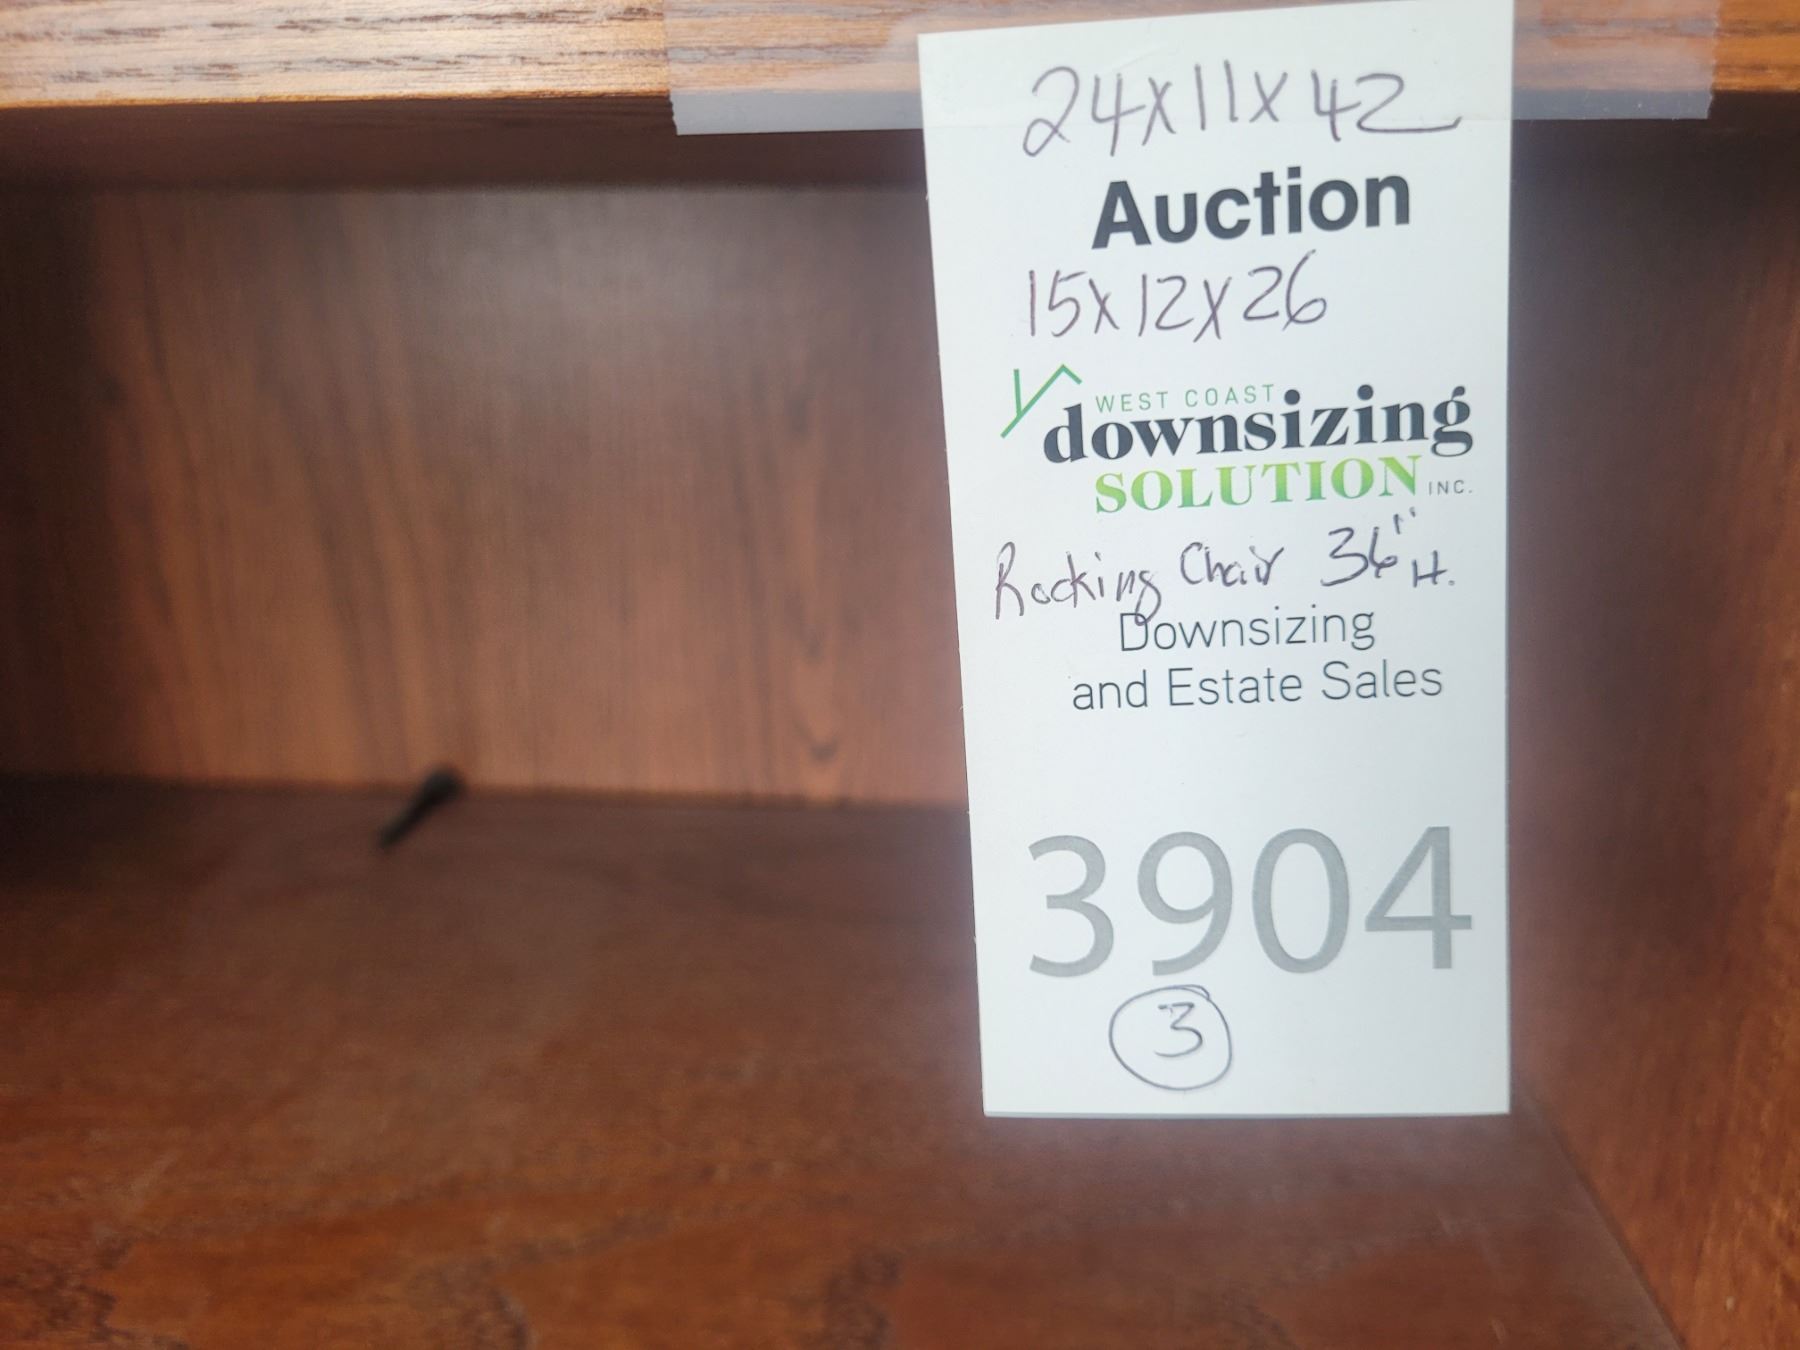 24x11x42
Auction
15x12x26
WEST COAST
downsizing
SOLUTION INC.
Rocking Chair 36" H.
Downsizing
and Estate Sales
3904
3